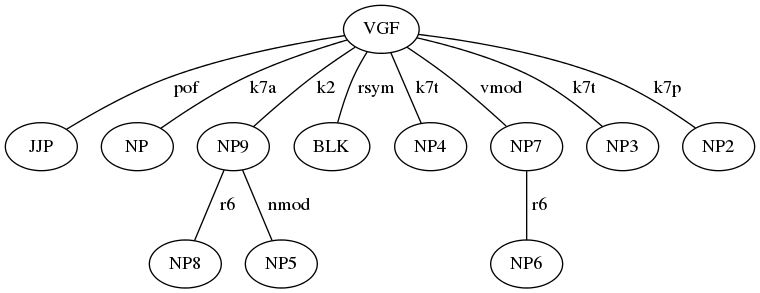 VGF
pof k7a k2 rsym k7t vmod k7t k7p
JJP NP NP9 BLK NP4 NP7 NP3 NP2
r6 nmod r6
NP8 NP5 NP6